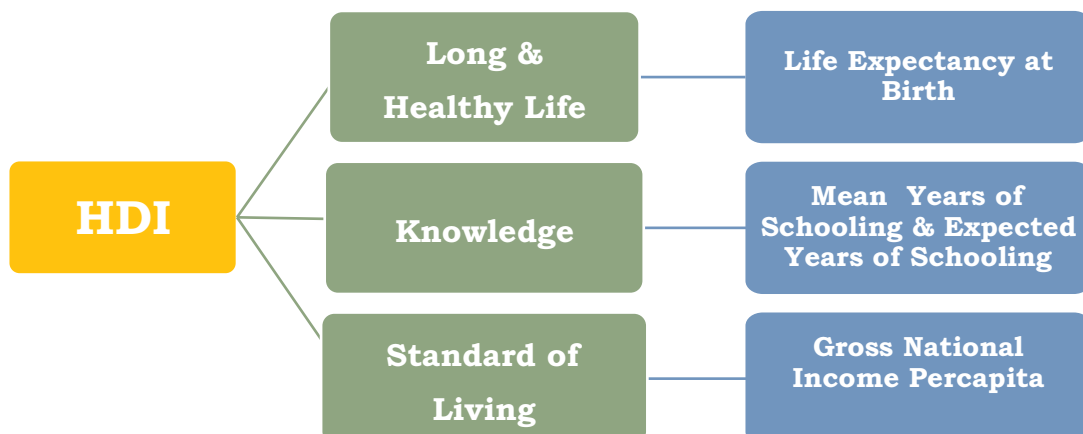 HDI
Long &
Healthy Life
Life Expectancy at
Birth
Knowledge
Mean Years of
Schooling & Expected
Years of Schooling
Standard of
Living
Gross National
Income Percapita